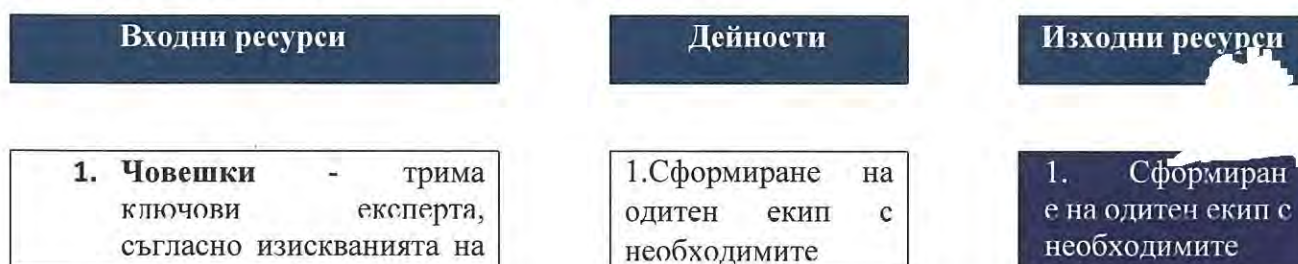 Входни ресурси
Дейности
Изходни ресурси
1. Човешки - трима
ключови експерта,
съгласно изискванията на
1.Сформиране на
одитен екип с
необходимите
1. Сформиран
е на одитен екип с
необходимите